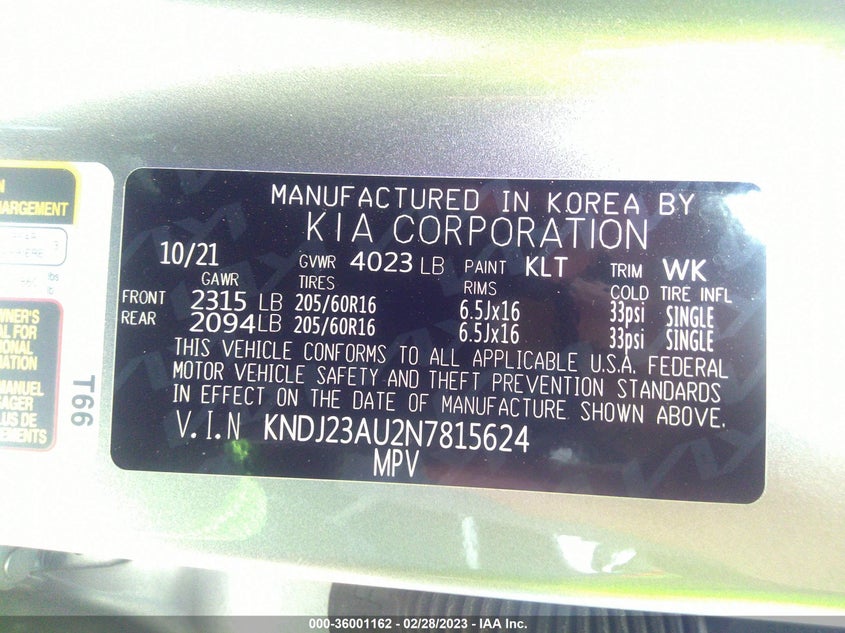 MANUFACTURED IN KOREA BY
KIA CORPORATION
10/21 GVWR 4023 LB PAINT KLT TRIM WK
GAWR TIRES RIMS COLD TIRE INFL
FRONT 2315 LB 205/60R16 6.5Jx16 33psi SINGLE
REAR 2094 LB 205/60R16 6.5Jx16 33psi SINGLE
THIS VEHICLE CONFORMS TO ALL APPLICABLE U.S.A. FEDERAL
MOTOR VEHICLE SAFETY AND THEFT PREVENTION STANDARDS
IN EFFECT ON THE DATE OF MANUFACTURE SHOWN ABOVE.
V.I.N KNDJ23AU2N7815624
MPV
T66
000-36001162 - 02/28/2023 - IAA Inc.